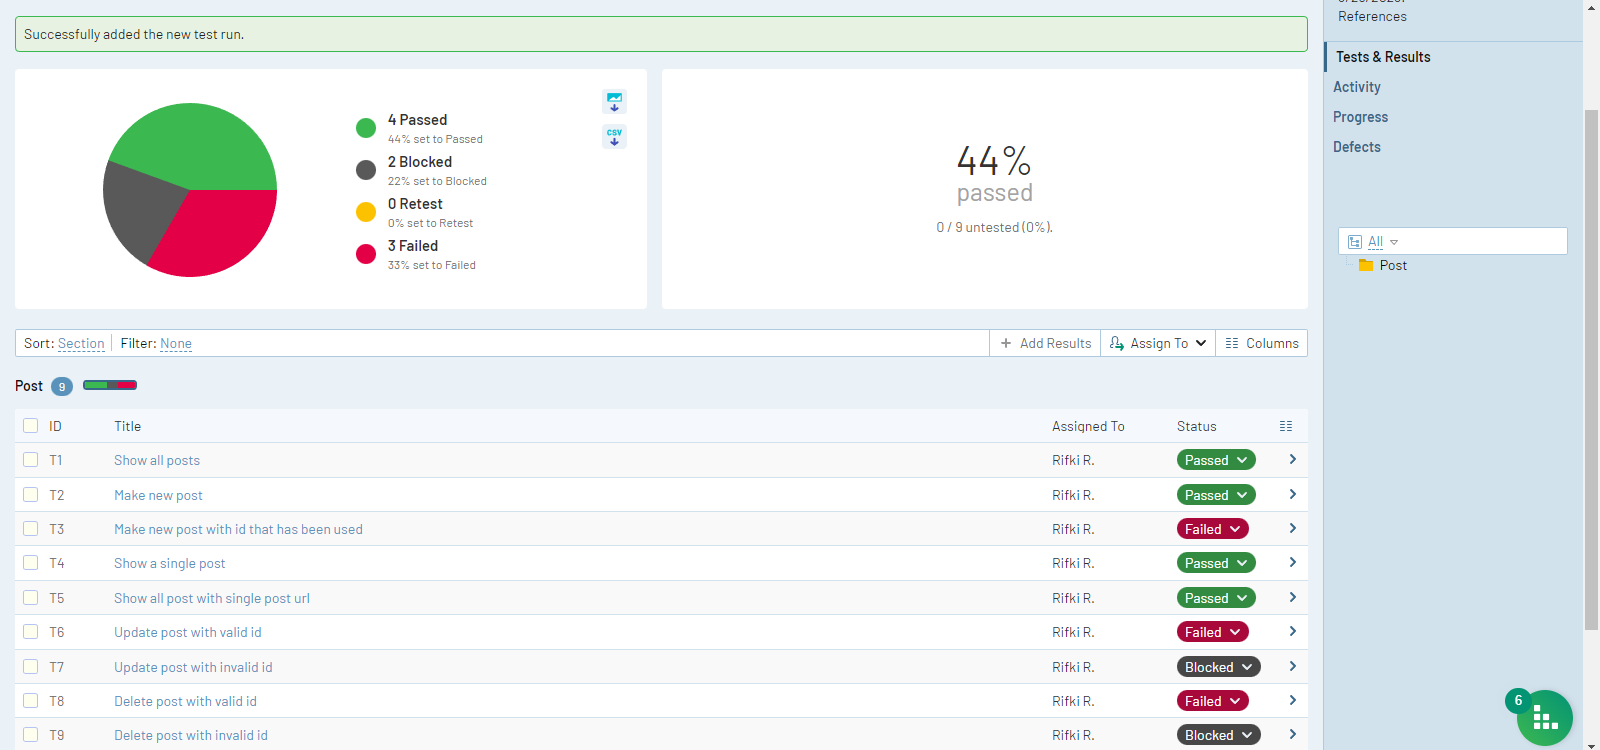 Successfully added the new test run.
4 Passed
44% set to Passed
2 Blocked
22% set to Blocked
0 Retest
0% set to Retest
3 Failed
33% set to Failed
CSV
44%
passed
0 / 9 untested (0%).
Sort: Section Filter: None
Add Results Assign To Columns
Post 9
ID Title Assigned To Status
T1 Show all posts Rifki R. Passed
T2 Make new post Rifki R. Passed
T3 Make new post with id that has been used Rifki R. Failed
T4 Show a single post Rifki R. Passed
T5 Show all post with single post url Rifki R. Passed
T6 Update post with valid id Rifki R. Failed
T7 Update post with invalid id Rifki R. Blocked
T8 Delete post with valid id Rifki R. Failed
T9 Delete post with invalid id Rifki R. Blocked
References
Tests & Results
Activity
Progress
Defects
All
Post
6